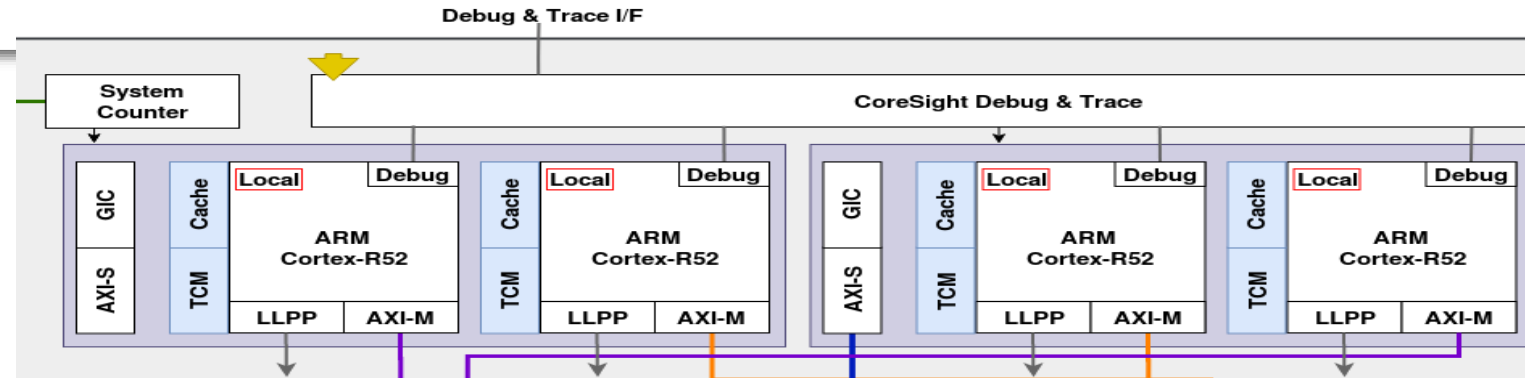 Debug & Trace I/F
System
Counter
CoreSight Debug & Trace
GIC
AXI-S
Cache
TCM
Local
Debug
ARM
Cortex-R52
LLPP
AXI-M
Cache
TCM
Local
Debug
ARM
Cortex-R52
LLPP
AXI-M
GIC
AXI-S
Cache
TCM
Local
Debug
ARM
Cortex-R52
LLPP
AXI-M
Cache
TCM
Local
Debug
ARM
Cortex-R52
LLPP
AXI-M